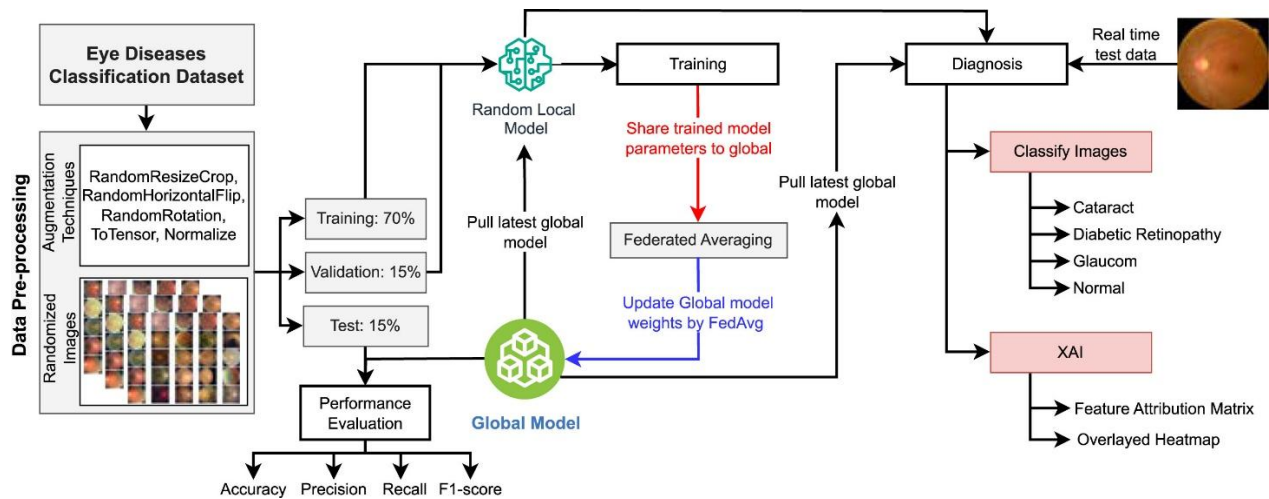 Eye Diseases
Classification Dataset
Data Pre-processing
Augmentation
Techniques
RandomResizeCrop,
RandomHorizontalFlip,
RandomRotation,
ToTensor, Normalize
Randomized
Images
Training: 70%
Validation: 15%
Test: 15%
Performance
Evaluation
Accuracy
Precision
Recall
F1-score
Random Local
Model
Pull latest global
model
Global Model
Training
Share trained model
parameters to global
Federated Averaging
Update Global model
weights by FedAvg
Pull latest global
model
Diagnosis
Real time
test data
Classify Images
Cataract
Diabetic Retinopathy
Glaucom
Normal
XAI
Feature Attribution Matrix
Overlayed Heatmap